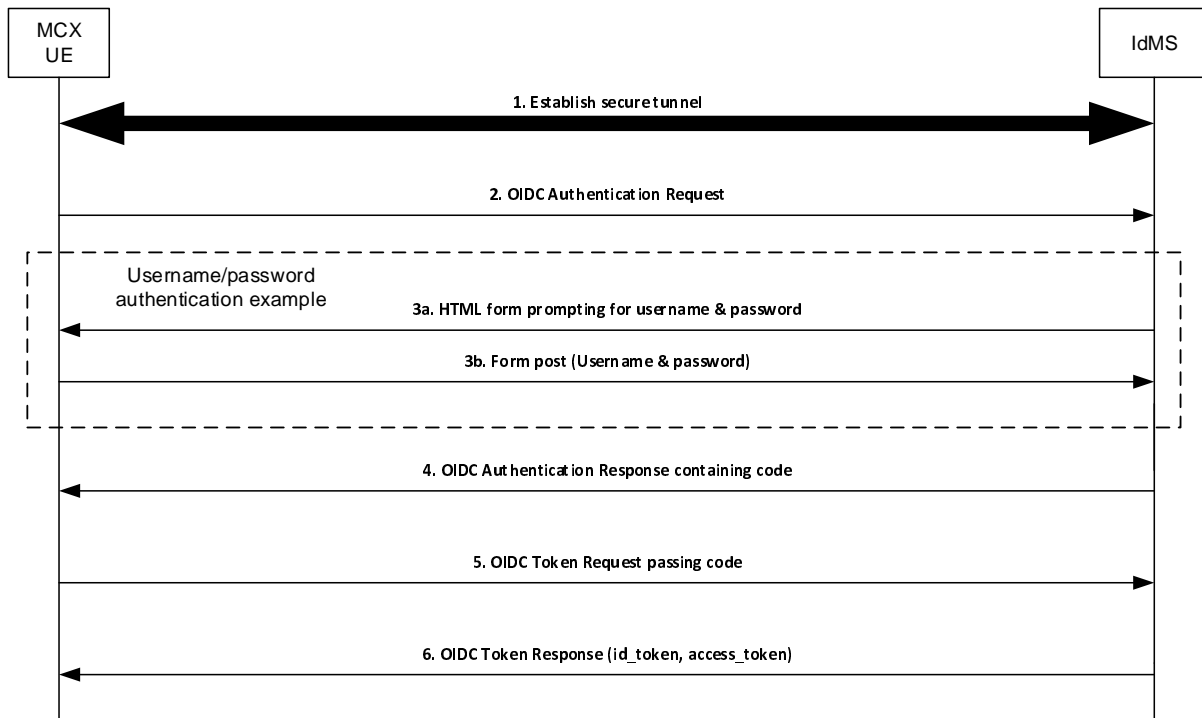 MCX
UE
IdMS
1. Establish secure tunnel
2. OIDC Authentication Request
Username/password
authentication example
3a. HTML form prompting for username & password
3b. Form post (Username & password)
4. OIDC Authentication Response containing code
5. OIDC Token Request passing code
6. OIDC Token Response (id_token, access_token)